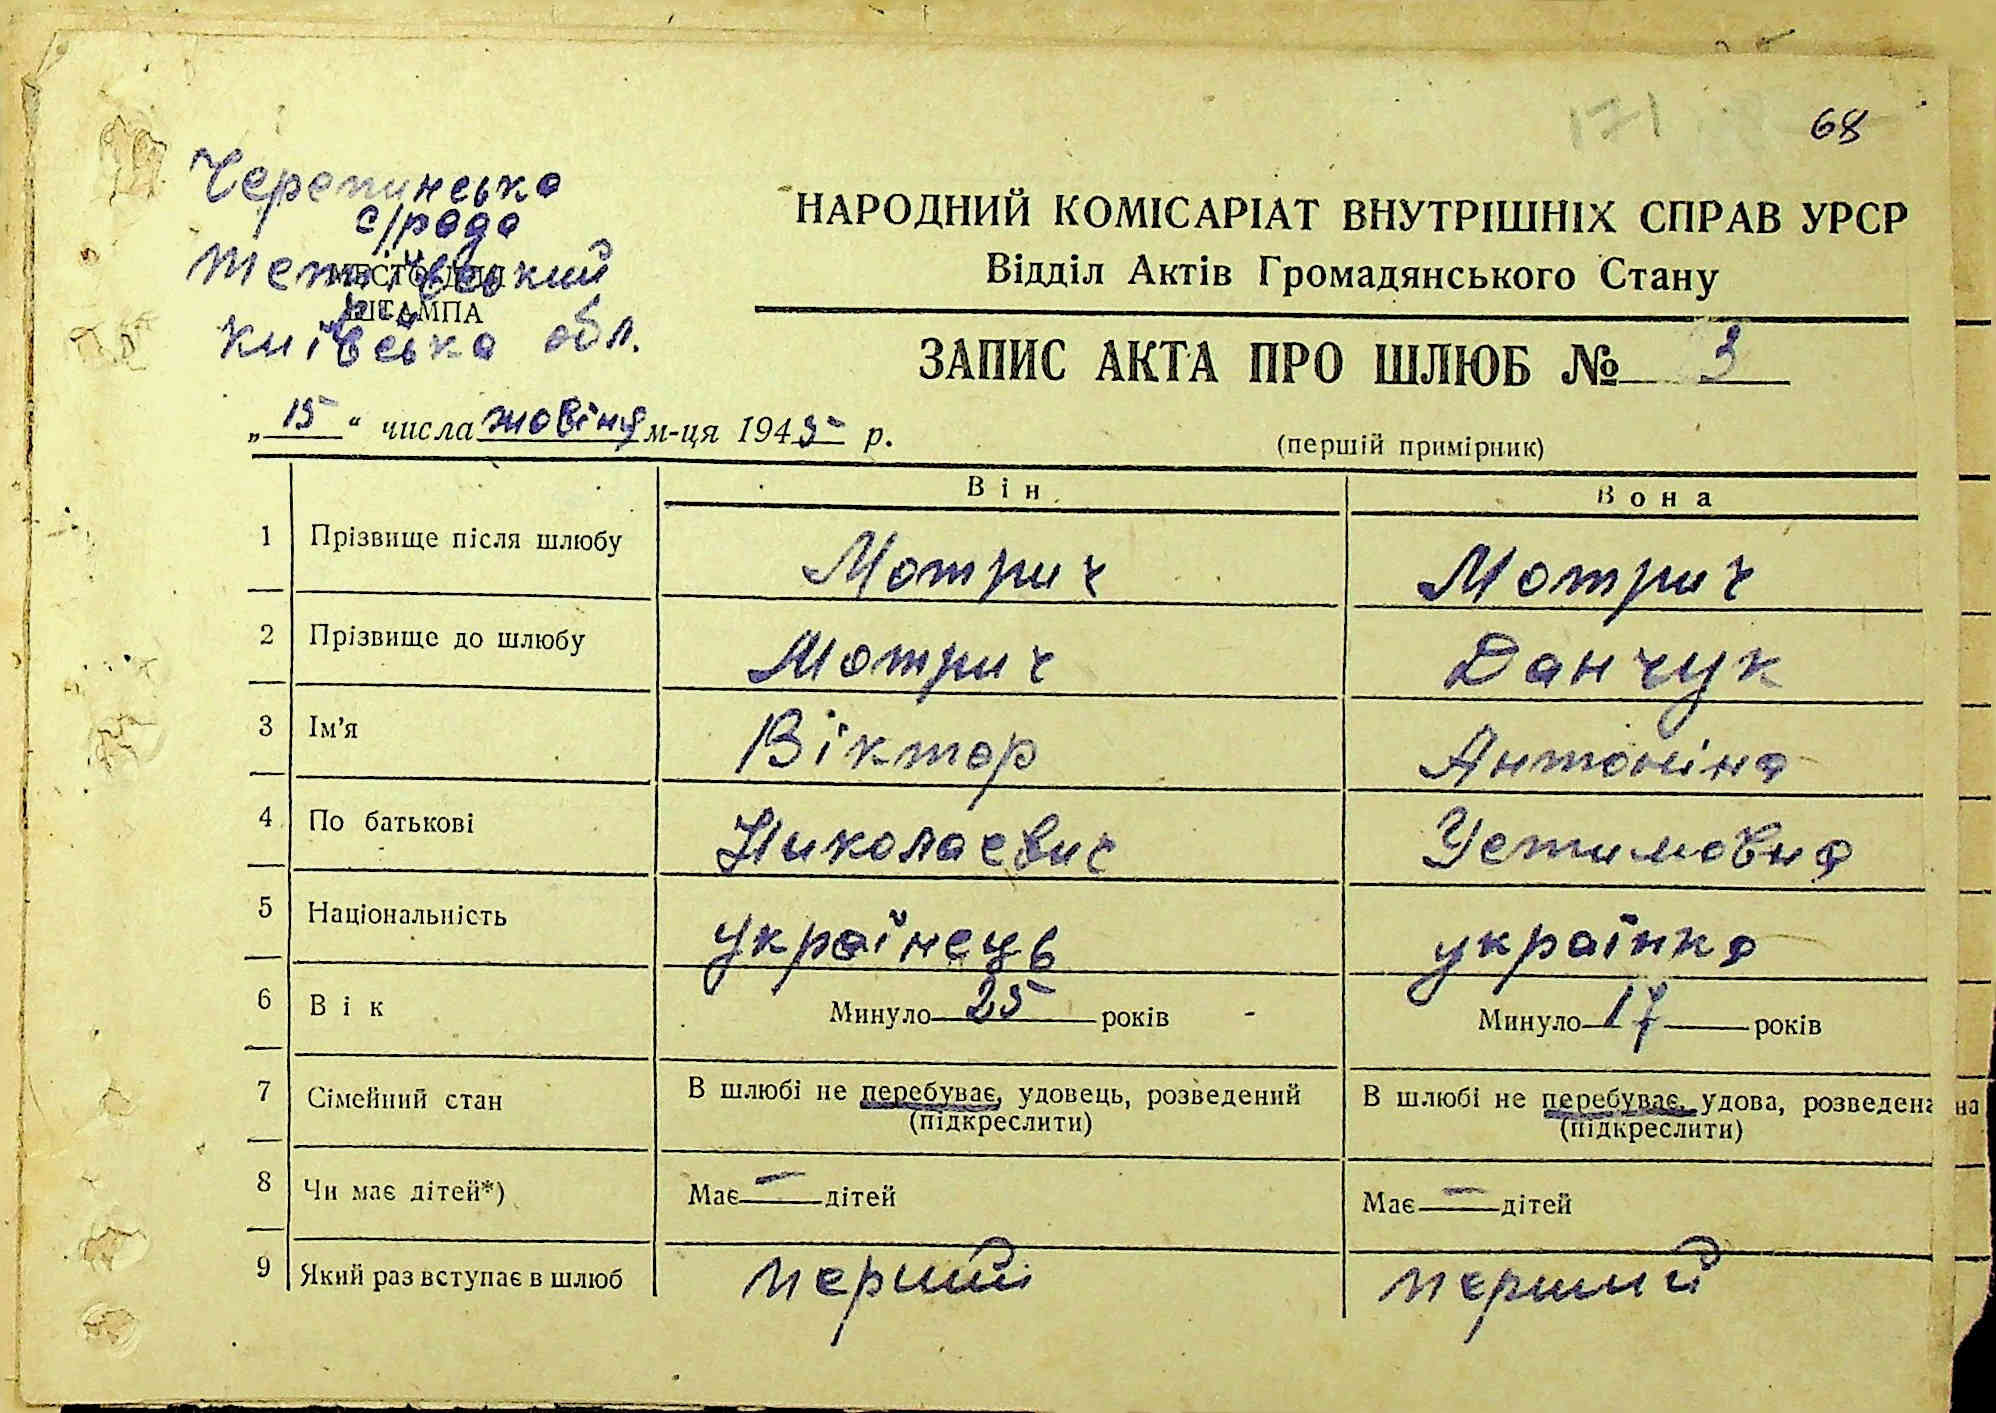 171
68
Черепинська
с/рада
Тетіївський
МЕСТО ДЛЯ
ШТАМПА
Київська обл.
НАРОДНИЙ КОМІСАРІАТ ВНУТРІШНІХ СПРАВ УРСР
Відділ Актів Громадянського Стану
ЗАПИС АКТА ПРО ШЛЮБ № 3
„15“ числа жовтня м-ця 1945 р.
(першій примірник)
Він Вона
1 Прізвище після шлюбу Мотрич Мотрич
2 Прізвище до шлюбу Мотрич Данчук
3 Ім'я Віктор Антоніна
4 По батькові Николаевич Устимовна
5 Національність українець українка
6 Вік Минуло 25 років Минуло 17 років
7 Сімейний стан В шлюбі не перебуває, удовець, розведений В шлюбі не перебуває, удова, розведена на
(підкреслити) (підкреслити)
8 Чи має дітей*) Має — дітей Має — дітей
9 Який раз вступає в шлюб перший перший